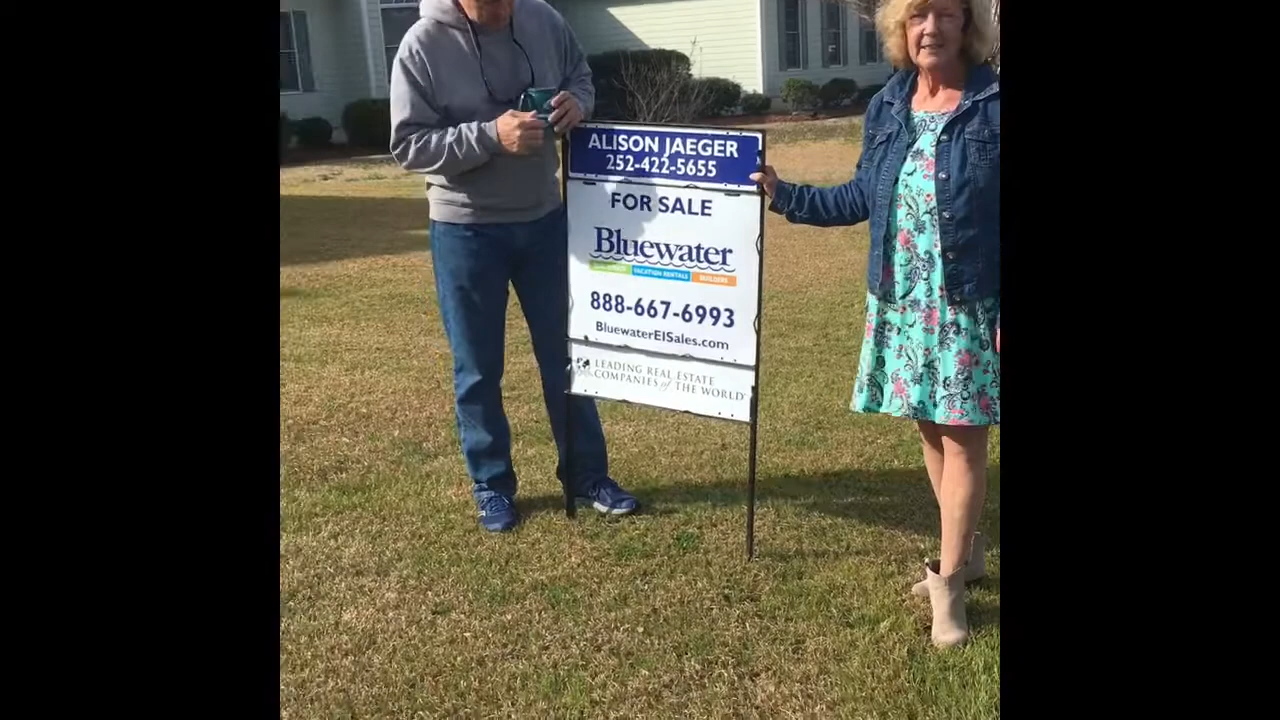 ALISON JAEGER
252-422-5655
FOR SALE
Bluewater
VACATION RENTALS BUILDERS
888-667-6993
BluewaterEISales.com
LEADING REAL ESTATE
COMPANIES of THE WORLD